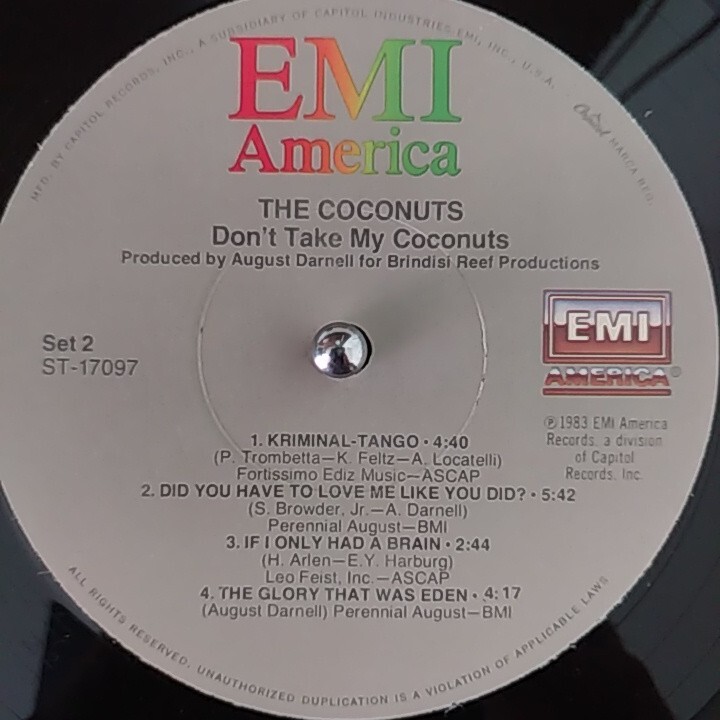 MFD. BY CAPITOL RECORDS, INC., A SUBSIDIARY OF CAPITOL INDUSTRIES-EMI, INC., U.S.A.
Capitol MARCA REG.
EMI
America
THE COCONUTS
Don't Take My Coconuts
Produced by August Darnell for Brindisi Reef Productions
Set 2
ST-17097
EMI
AMERICA®
℗1983 EMI America
Records, a division
of Capitol
Records, Inc.
1. KRIMINAL-TANGO • 4:40
(P. Trombetta—K. Feltz—A. Locatelli)
Fortissimo Ediz Music—ASCAP
2. DID YOU HAVE TO LOVE ME LIKE YOU DID? • 5:42
(S. Browder, Jr.—A. Darnell)
Perennial August—BMI
3. IF I ONLY HAD A BRAIN • 2:44
(H. Arlen—E.Y. Harburg)
Leo Feist, Inc.—ASCAP
4. THE GLORY THAT WAS EDEN • 4:17
(August Darnell) Perennial August—BMI
ALL RIGHTS RESERVED. UNAUTHORIZED DUPLICATION IS A VIOLATION OF APPLICABLE LAWS